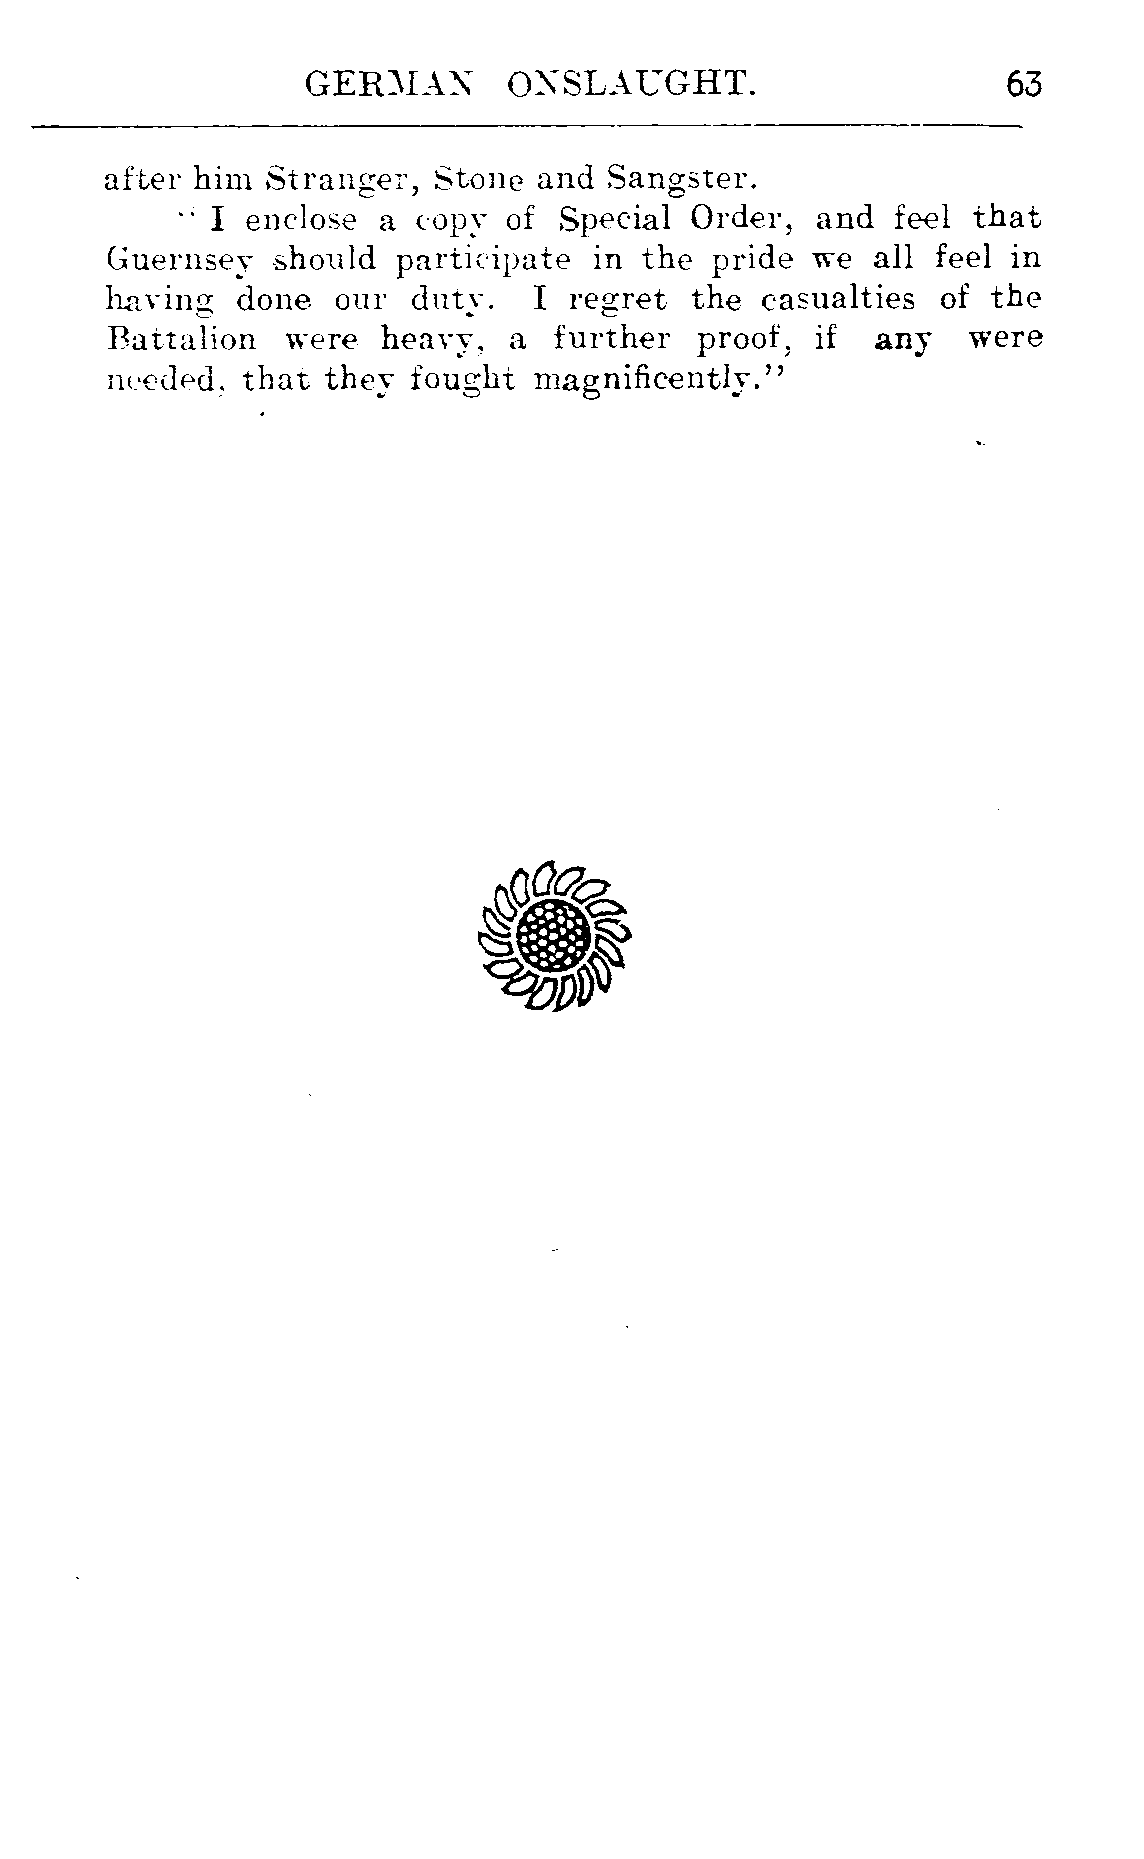 GERMAN ONSLAUGHT. 63
after him Stranger, Stone and Sangster.
" I enclose a copy of Special Order, and feel that
Guernsey should participate in the pride we all feel in
having done our duty. I regret the casualties of the
Battalion were heavy, a further proof, if any were
needed, that they fought magnificently."